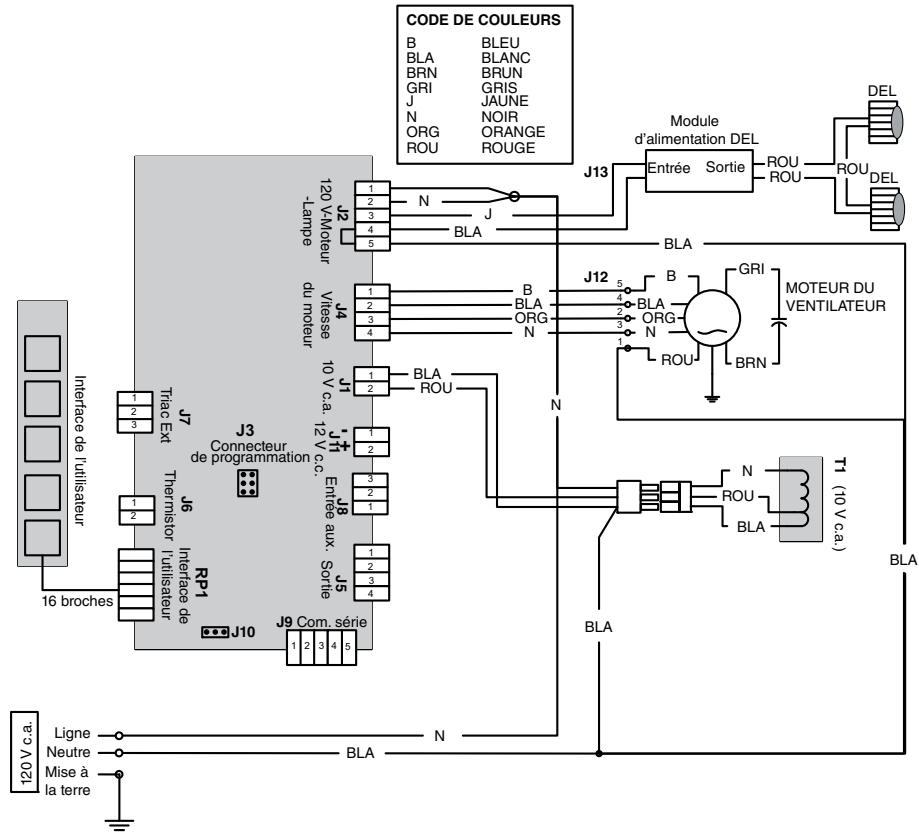 CODE DE COULEURS
B BLEU
BLA BLANC
BRN BRUN
GRI GRIS
J JAUNE
N NOIR
ORG ORANGE
ROU ROUGE
DEL
Module
d'alimentation DEL
J13
Entrée Sortie
ROU
ROU
ROU
DEL
J2
120 V-Moteur
-Lampe
1
2
3
4
5
N
J
BLA
BLA
J12
J4
Vitesse
du moteur
1
2
3
4
B
BLA
ORG
N
5
4
2
3
1
B
BLA
ORG
N
ROU
GRI
BRN
MOTEUR DU
VENTILATEUR
J1
10 V c.a.
1
2
BLA
ROU
N
J11
12 V c.c.
- +
1
2
J7
Triac Ext
1
2
3
J3
Connecteur
de programmation
J8
Entrée aux.
3
2
1
J6
Thermistor
1
2
J5
Sortie
1
2
3
4
RP1
Interface de
l'utilisateur
Interface de l'utilisateur
16 broches
J10
J9 Com. série
1 2 3 4 5
N
ROU
BLA
T1 (10 V c.a.)
BLA
BLA
120 V c.a.
Ligne
N
Neutre
BLA
Mise à
la terre